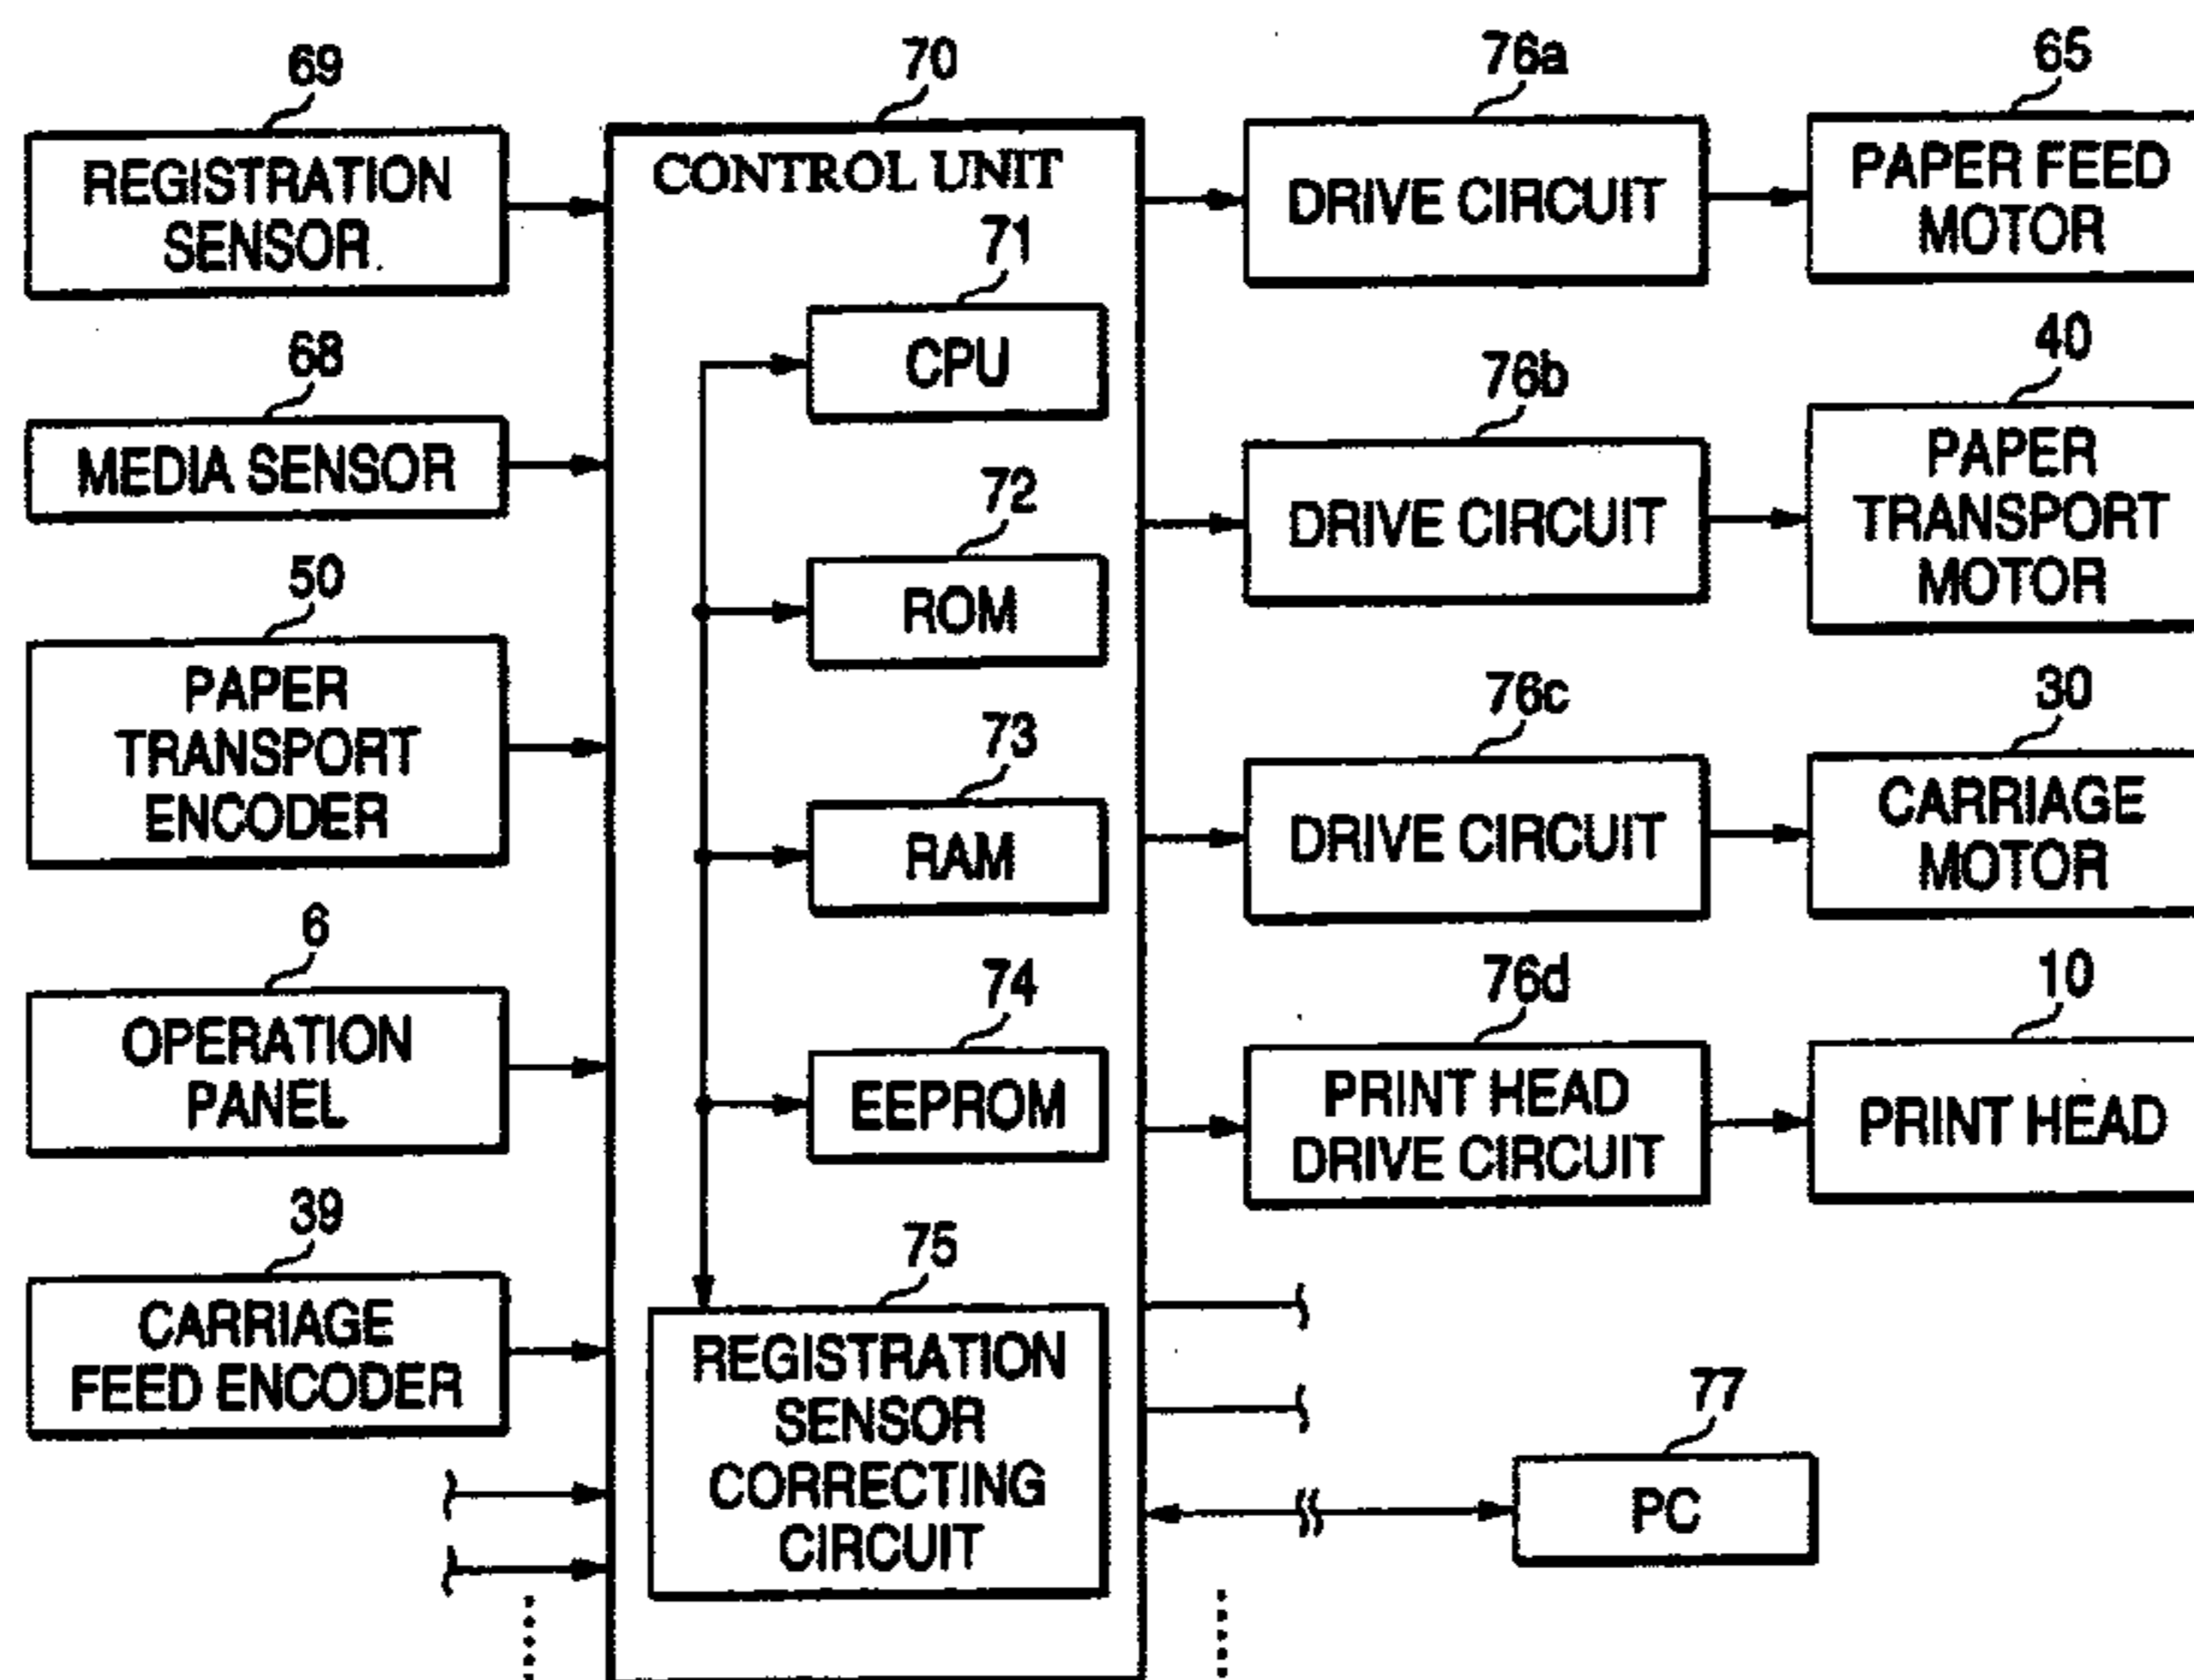 69
REGISTRATION
SENSOR
68
MEDIA SENSOR
50
PAPER
TRANSPORT
ENCODER
6
OPERATION
PANEL
39
CARRIAGE
FEED ENCODER
70
CONTROL UNIT
71
CPU
72
ROM
73
RAM
74
EEPROM
75
REGISTRATION
SENSOR
CORRECTING
CIRCUIT
76a
DRIVE CIRCUIT
76b
DRIVE CIRCUIT
76c
DRIVE CIRCUIT
76d
PRINT HEAD
DRIVE CIRCUIT
65
PAPER FEED
MOTOR
40
PAPER
TRANSPORT
MOTOR
30
CARRIAGE
MOTOR
10
PRINT HEAD
77
PC